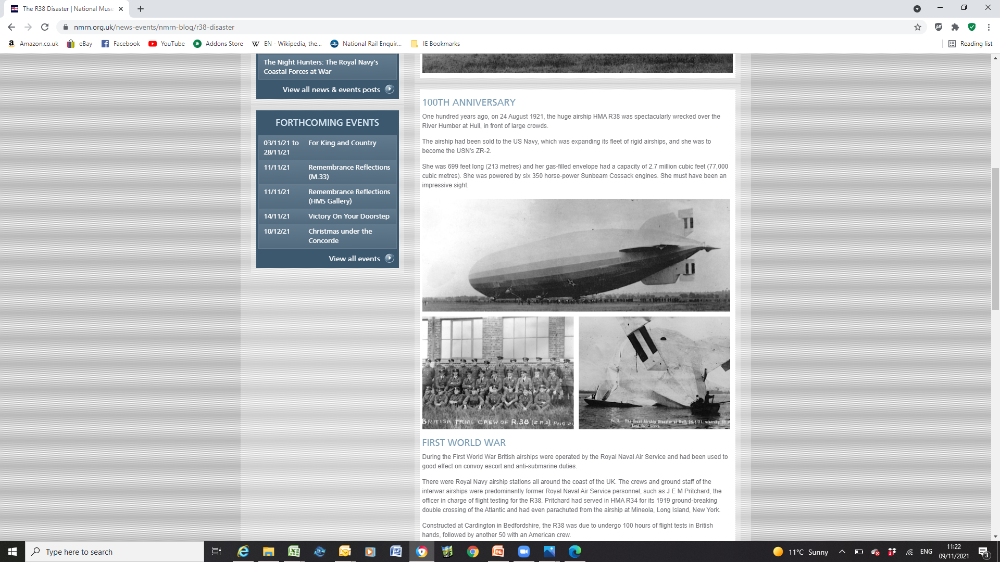 The R38 Disaster | National Muse
nmrn.org.uk/news-events/nmrn-blog/r38-disaster
Amazon.co.uk
eBay
Facebook
YouTube
Addons Store
EN - Wikipedia, the...
National Rail Enquir...
IE Bookmarks
Reading list
The Night Hunters: The Royal Navy's
Coastal Forces at War
View all news & events posts
FORTHCOMING EVENTS
03/11/21 to For King and Country
28/11/21
11/11/21 Remembrance Reflections
(M.33)
11/11/21 Remembrance Reflections
(HMS Gallery)
14/11/21 Victory On Your Doorstep
10/12/21 Christmas under the
Concorde
View all events
100TH ANNIVERSARY
One hundred years ago, on 24 August 1921, the huge airship HMA R38 was spectacularly wrecked over the
River Humber at Hull, in front of large crowds.
The airship had been sold to the US Navy, which was expanding its fleet of rigid airships, and she was to
become the USN's ZR-2.
She was 699 feet long (213 metres) and her gas-filled envelope had a capacity of 2.7 million cubic feet (77,000
cubic metres). She was powered by six 350 horse-power Sunbeam Cossack engines. She must have been an
impressive sight.
BRITISH TRIAL CREW OF R.38 (Z R.2). AUG 21
No. 3. The Great Airship Disaster at Hull, 24/8/21, whereby
lost their lives.
FIRST WORLD WAR
During the First World War British airships were operated by the Royal Naval Air Service and had been used to
good effect on convoy escort and anti-submarine duties.
There were Royal Navy airship stations all around the coast of the UK. The crews and ground staff of the
interwar airships were predominantly former Royal Naval Air Service personnel, such as J E M Pritchard, the
officer in charge of flight testing for the R38. Pritchard had served in HMA R34 for its 1919 ground-breaking
double crossing of the Atlantic and had even parachuted from the airship at Mineola, Long Island, New York.
Constructed at Cardington in Bedfordshire, the R38 was due to undergo 100 hours of flight tests in British
hands, followed by another 50 with an American crew.
Type here to search
11°C Sunny
ENG
11:22
09/11/2021
3